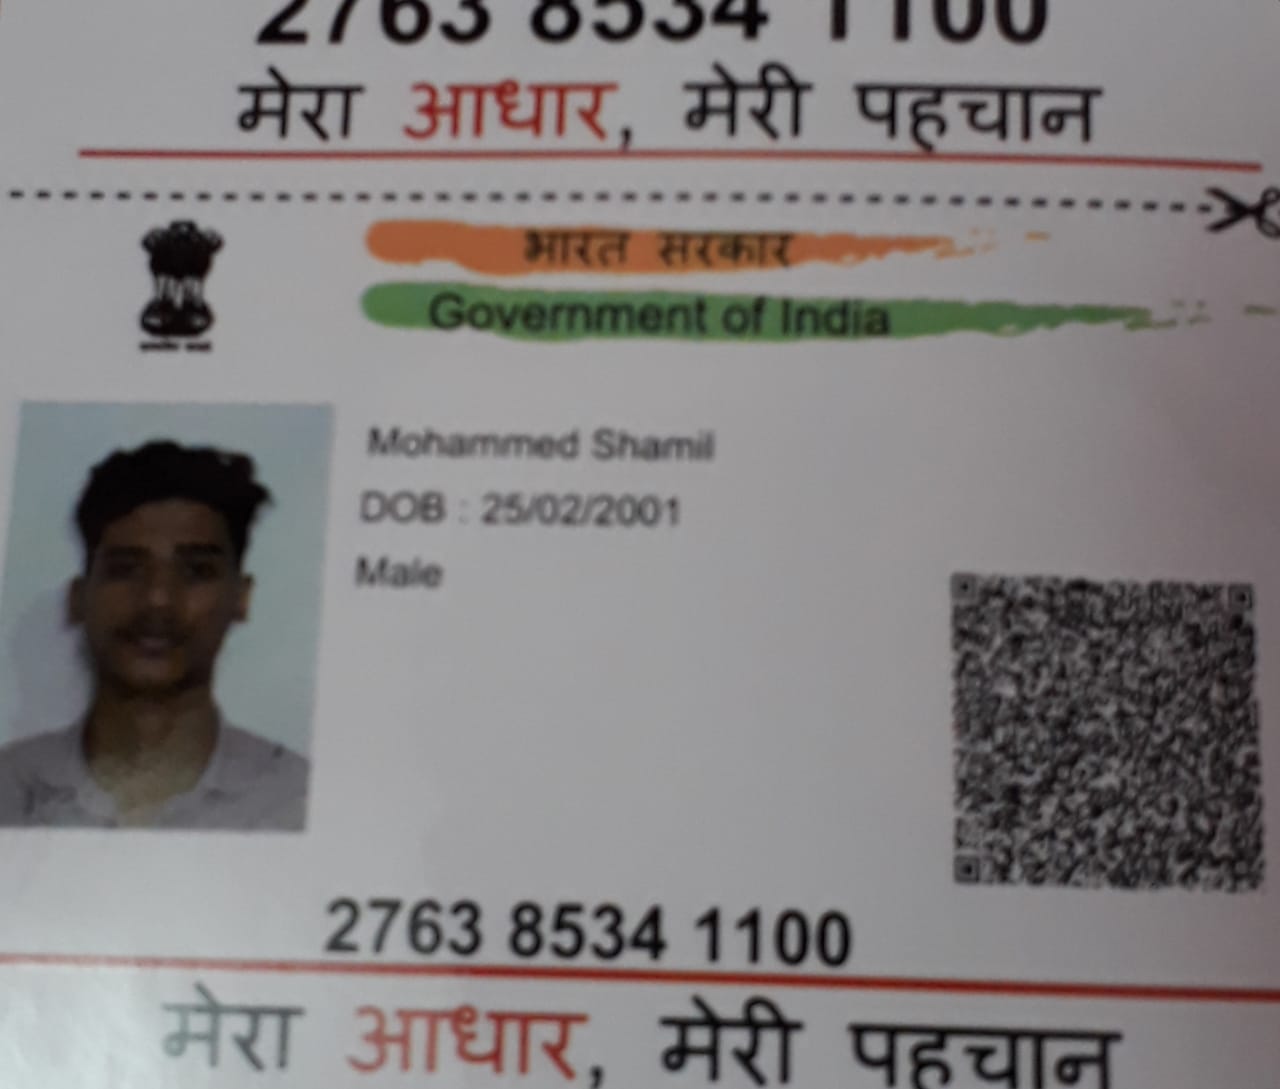 2763 8534 1100
मेरा आधार, मेरी पहचान
भारत सरकार
Government of India
Mohammed Shamil
DOB : 25/02/2001
Male
2763 8534 1100
मेरा आधार, मेरी पहचान